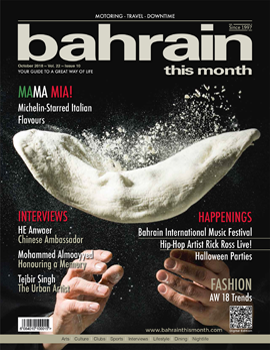 MOTORING - TRAVEL - DOWNTIME
bahrain
Since 1997
this month
October 2018 – Vol. 23 – Issue 10
YOUR GUIDE TO A GREAT WAY OF LIFE
MAMA MIA!
Michelin-Starred Italian
Flavours
INTERVIEWS
HE Anwaer
Chinese Ambassador
Mohammed Almoayyed
Honouring a Memory
Tejbir Singh
The Urban Artist
HAPPENINGS
Bahrain International Music Festival
Hip-Hop Artist Rick Ross Live!
Halloween Parties
FASHION
AW 18 Trends
www.bahrainthismonth.com
Arts Culture Clubs Sports Interviews Lifestyle Dining Nightlife